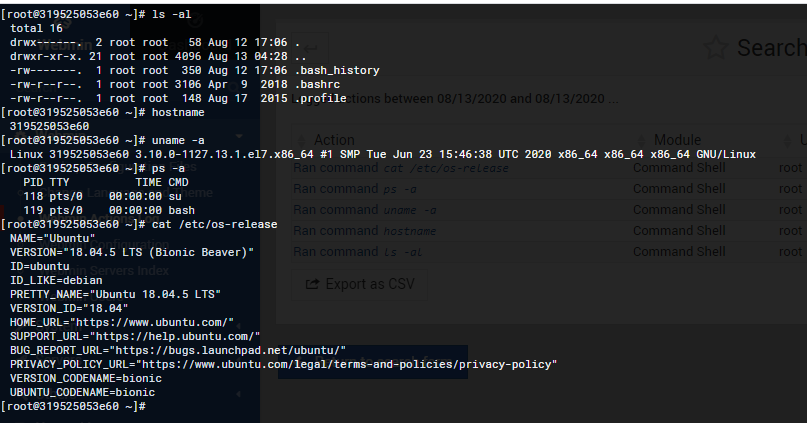 [root@319525053e60 ~]# ls -al
total 16
drwx------. 2 root root 58 Aug 12 17:06 .
drwxr-xr-x. 21 root root 4096 Aug 13 04:28 ..
-rw-------. 1 root root 350 Aug 12 17:06 .bash_history
-rw-r--r--. 1 root root 3106 Apr 9 2018 .bashrc
-rw-r--r--. 1 root root 148 Aug 17 2015 .profile
[root@319525053e60 ~]# hostname
319525053e60
[root@319525053e60 ~]# uname -a
Linux 319525053e60 3.10.0-1127.13.1.el7.x86_64 #1 SMP Tue Jun 23 15:46:38 UTC 2020 x86_64 x86_64 x86_64 GNU/Linux
[root@319525053e60 ~]# ps -a
PID TTY TIME CMD
118 pts/0 00:00:00 su
119 pts/0 00:00:00 bash
[root@319525053e60 ~]# cat /etc/os-release
NAME="Ubuntu"
VERSION="18.04.5 LTS (Bionic Beaver)"
ID=ubuntu
ID_LIKE=debian
PRETTY_NAME="Ubuntu 18.04.5 LTS"
VERSION_ID="18.04"
HOME_URL="https://www.ubuntu.com/"
SUPPORT_URL="https://help.ubuntu.com/"
BUG_REPORT_URL="https://bugs.launchpad.net/ubuntu/"
PRIVACY_POLICY_URL="https://www.ubuntu.com/legal/terms-and-policies/privacy-policy"
VERSION_CODENAME=bionic
UBUNTU_CODENAME=bionic
[root@319525053e60 ~]#
Webmin
Search
actions between 08/13/2020 and 08/13/2020 ...
Action Module U
Ran command cat /etc/os-release Command Shell root
Ran command ps -a Command Shell root
Ran command uname -a Command Shell root
Ran command hostname Command Shell root
Ran command ls -al Command Shell root
Export as CSV
Servers Index